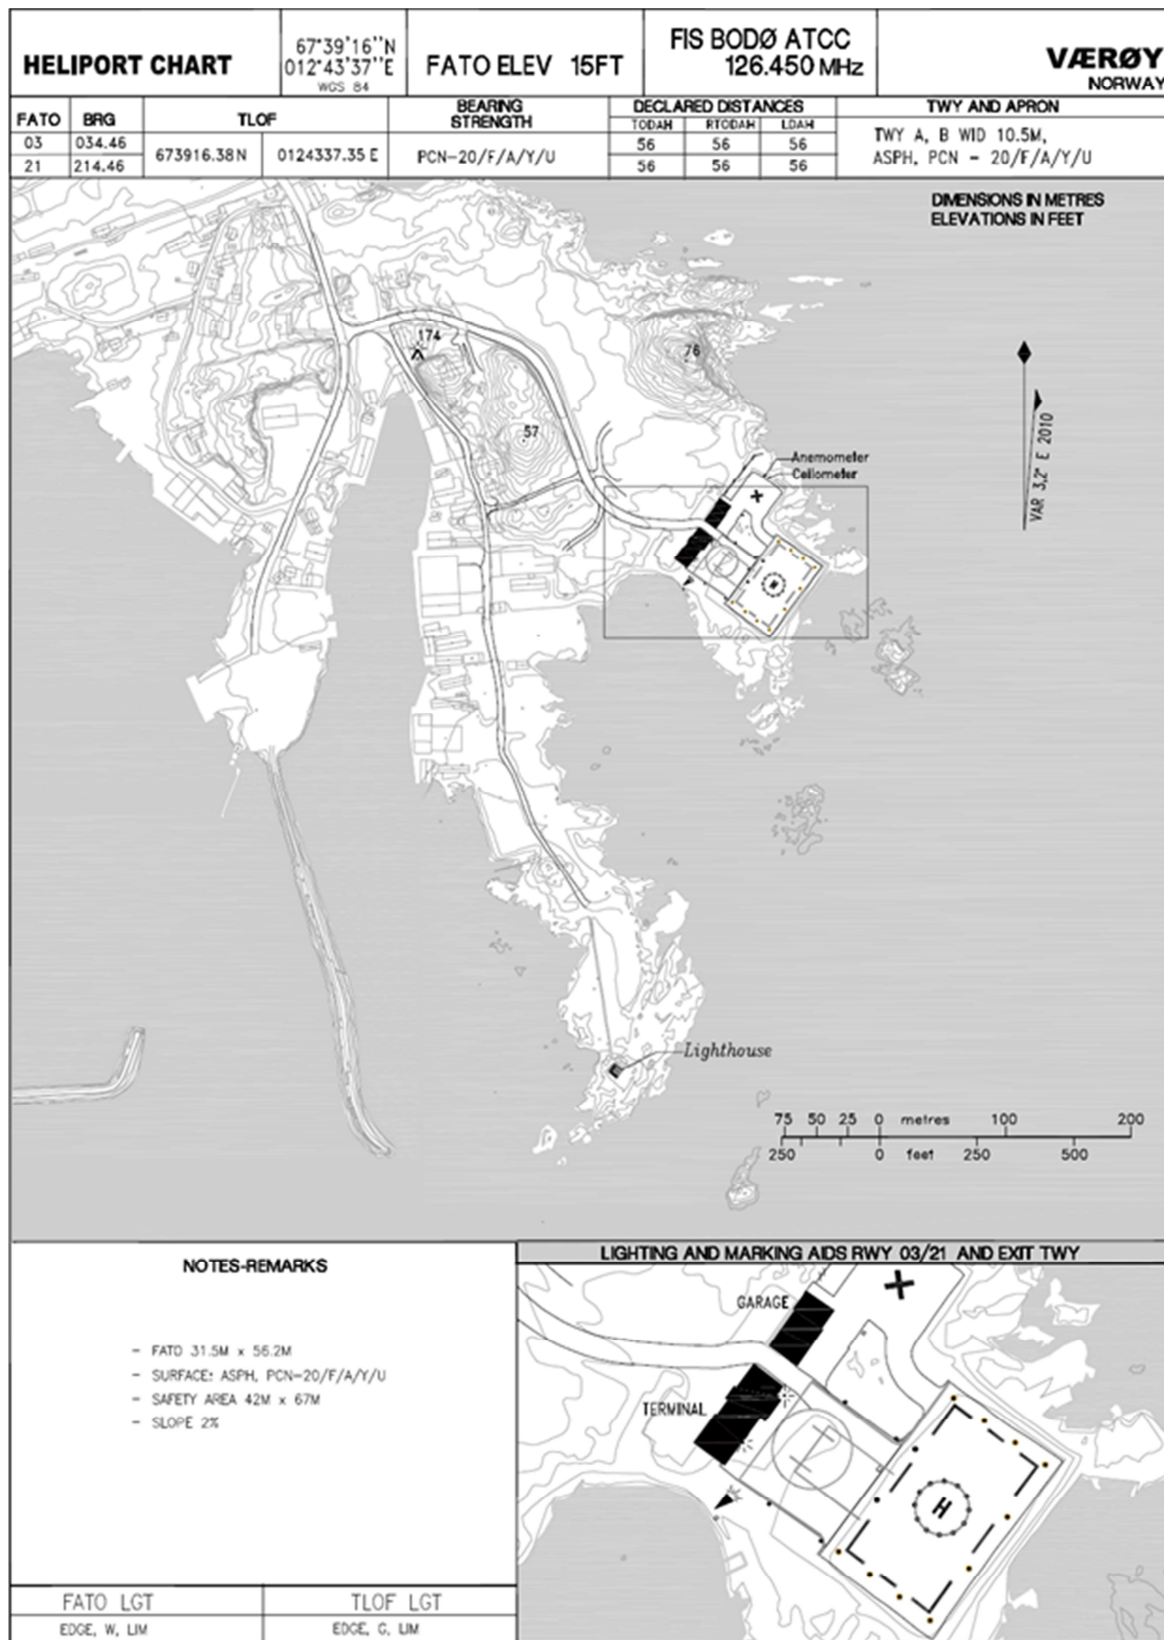 HELIPORT CHART
67°39'16''N
012°43'37''E
WGS 84
FATO ELEV 15FT
FIS BODØ ATCC
126.450 MHz
VÆRØY
NORWAY
FATO BRG TLOF BEARING STRENGTH DECLARED DISTANCES TWY AND APRON
TODAH RTODAH LDAH
03 034.46 673916.38N 0124337.35 E PCN-20/F/A/Y/U 56 56 56 TWY A, B WID 10.5M,
21 214.46 56 56 56 ASPH, PCN - 20/F/A/Y/U
DIMENSIONS IN METRES
ELEVATIONS IN FEET
174
76
57
VAR 3,2° E 2010
Anemometer
Ceilometer
H
Lighthouse
75 50 25 0 metres 100 200
250 0 feet 250 500
NOTES-REMARKS
- FATO 31.5M x 56.2M
- SURFACE: ASPH, PCN-20/F/A/Y/U
- SAFETY AREA 42M x 67M
- SLOPE 2%
FATO LGT TLOF LGT
EDGE, W, LIM EDGE, G, LIM
LIGHTING AND MARKING AIDS RWY 03/21 AND EXIT TWY
GARAGE
TERMINAL
H